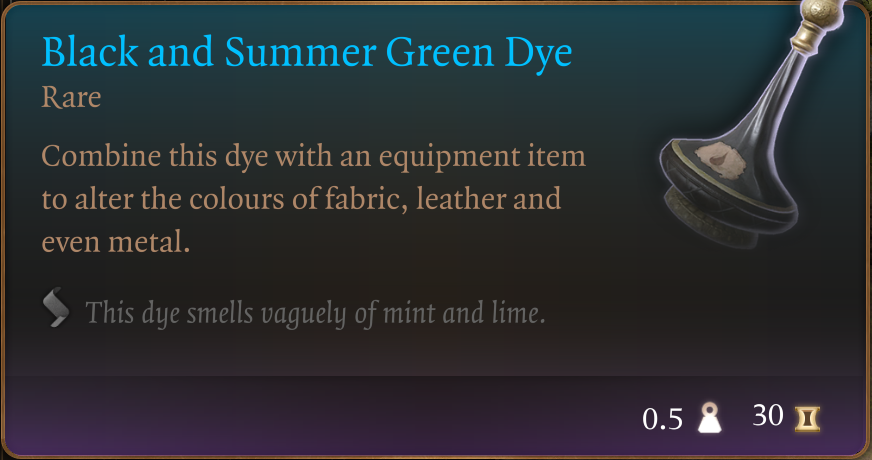 Black and Summer Green Dye
Rare
Combine this dye with an equipment item
to alter the colours of fabric, leather and
even metal.
This dye smells vaguely of mint and lime.
0.5 30